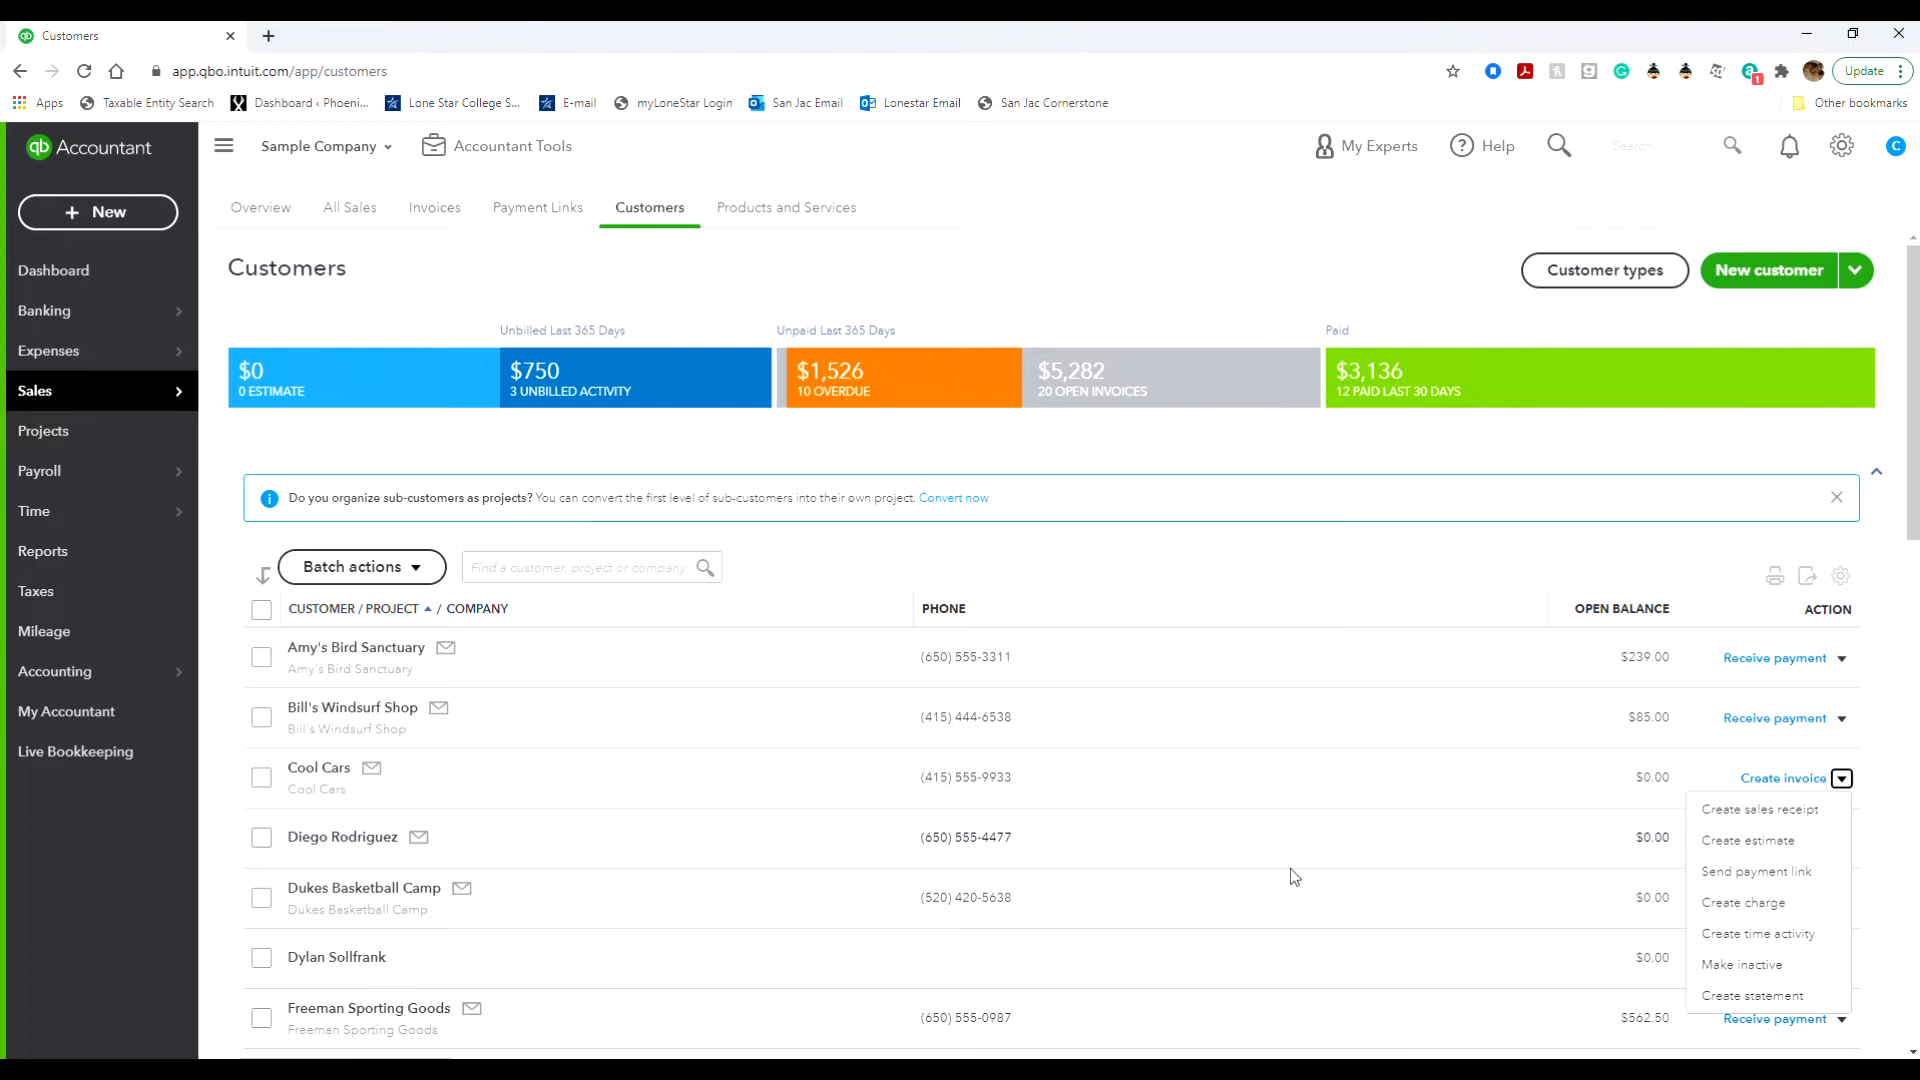 Customers
app.qbo.intuit.com/app/customers
Update
Apps Taxable Entity Search Dashboard ‹ Phoeni... Lone Star College S... E-mail myLoneStar Login San Jac Email Lonestar Email San Jac Cornerstone Other bookmarks
qb Accountant Sample Company Accountant Tools My Experts Help Search C
+ New
Overview All Sales Invoices Payment Links Customers Products and Services
Dashboard
Banking
Expenses
Sales
Projects
Payroll
Time
Reports
Taxes
Mileage
Accounting
My Accountant
Live Bookkeeping
Customers
Customer types New customer
Unbilled Last 365 Days Unpaid Last 365 Days Paid
$0 $750 $1,526 $5,282 $3,136
0 ESTIMATE 3 UNBILLED ACTIVITY 10 OVERDUE 20 OPEN INVOICES 12 PAID LAST 30 DAYS
Do you organize sub-customers as projects? You can convert the first level of sub-customers into their own project. Convert now
Batch actions Find a customer, project or company
CUSTOMER / PROJECT / COMPANY PHONE OPEN BALANCE ACTION
Amy's Bird Sanctuary (650) 555-3311 $239.00 Receive payment
Amy's Bird Sanctuary
Bill's Windsurf Shop (415) 444-6538 $85.00 Receive payment
Bill's Windsurf Shop
Cool Cars (415) 555-9933 $0.00 Create invoice
Cool Cars
Create sales receipt
Diego Rodriguez (650) 555-4477 $0.00
Create estimate
Send payment link
Dukes Basketball Camp (520) 420-5638 $0.00
Dukes Basketball Camp
Create charge
Create time activity
Dylan Sollfrank $0.00
Make inactive
Create statement
Freeman Sporting Goods (650) 555-0987 $562.50 Receive payment
Freeman Sporting Goods